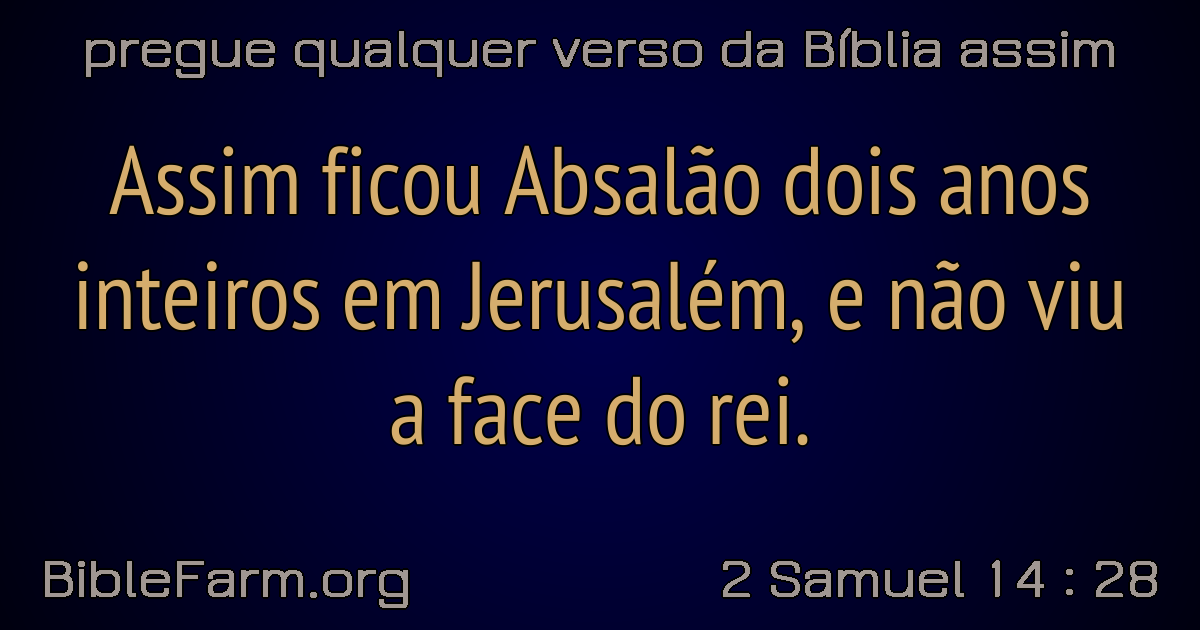 pregue qualquer verso da Bíblia assim
Assim ficou Absalão dois anos
inteiros em Jerusalém, e não viu
a face do rei.
BibleFarm.org
2 Samuel 14 : 28